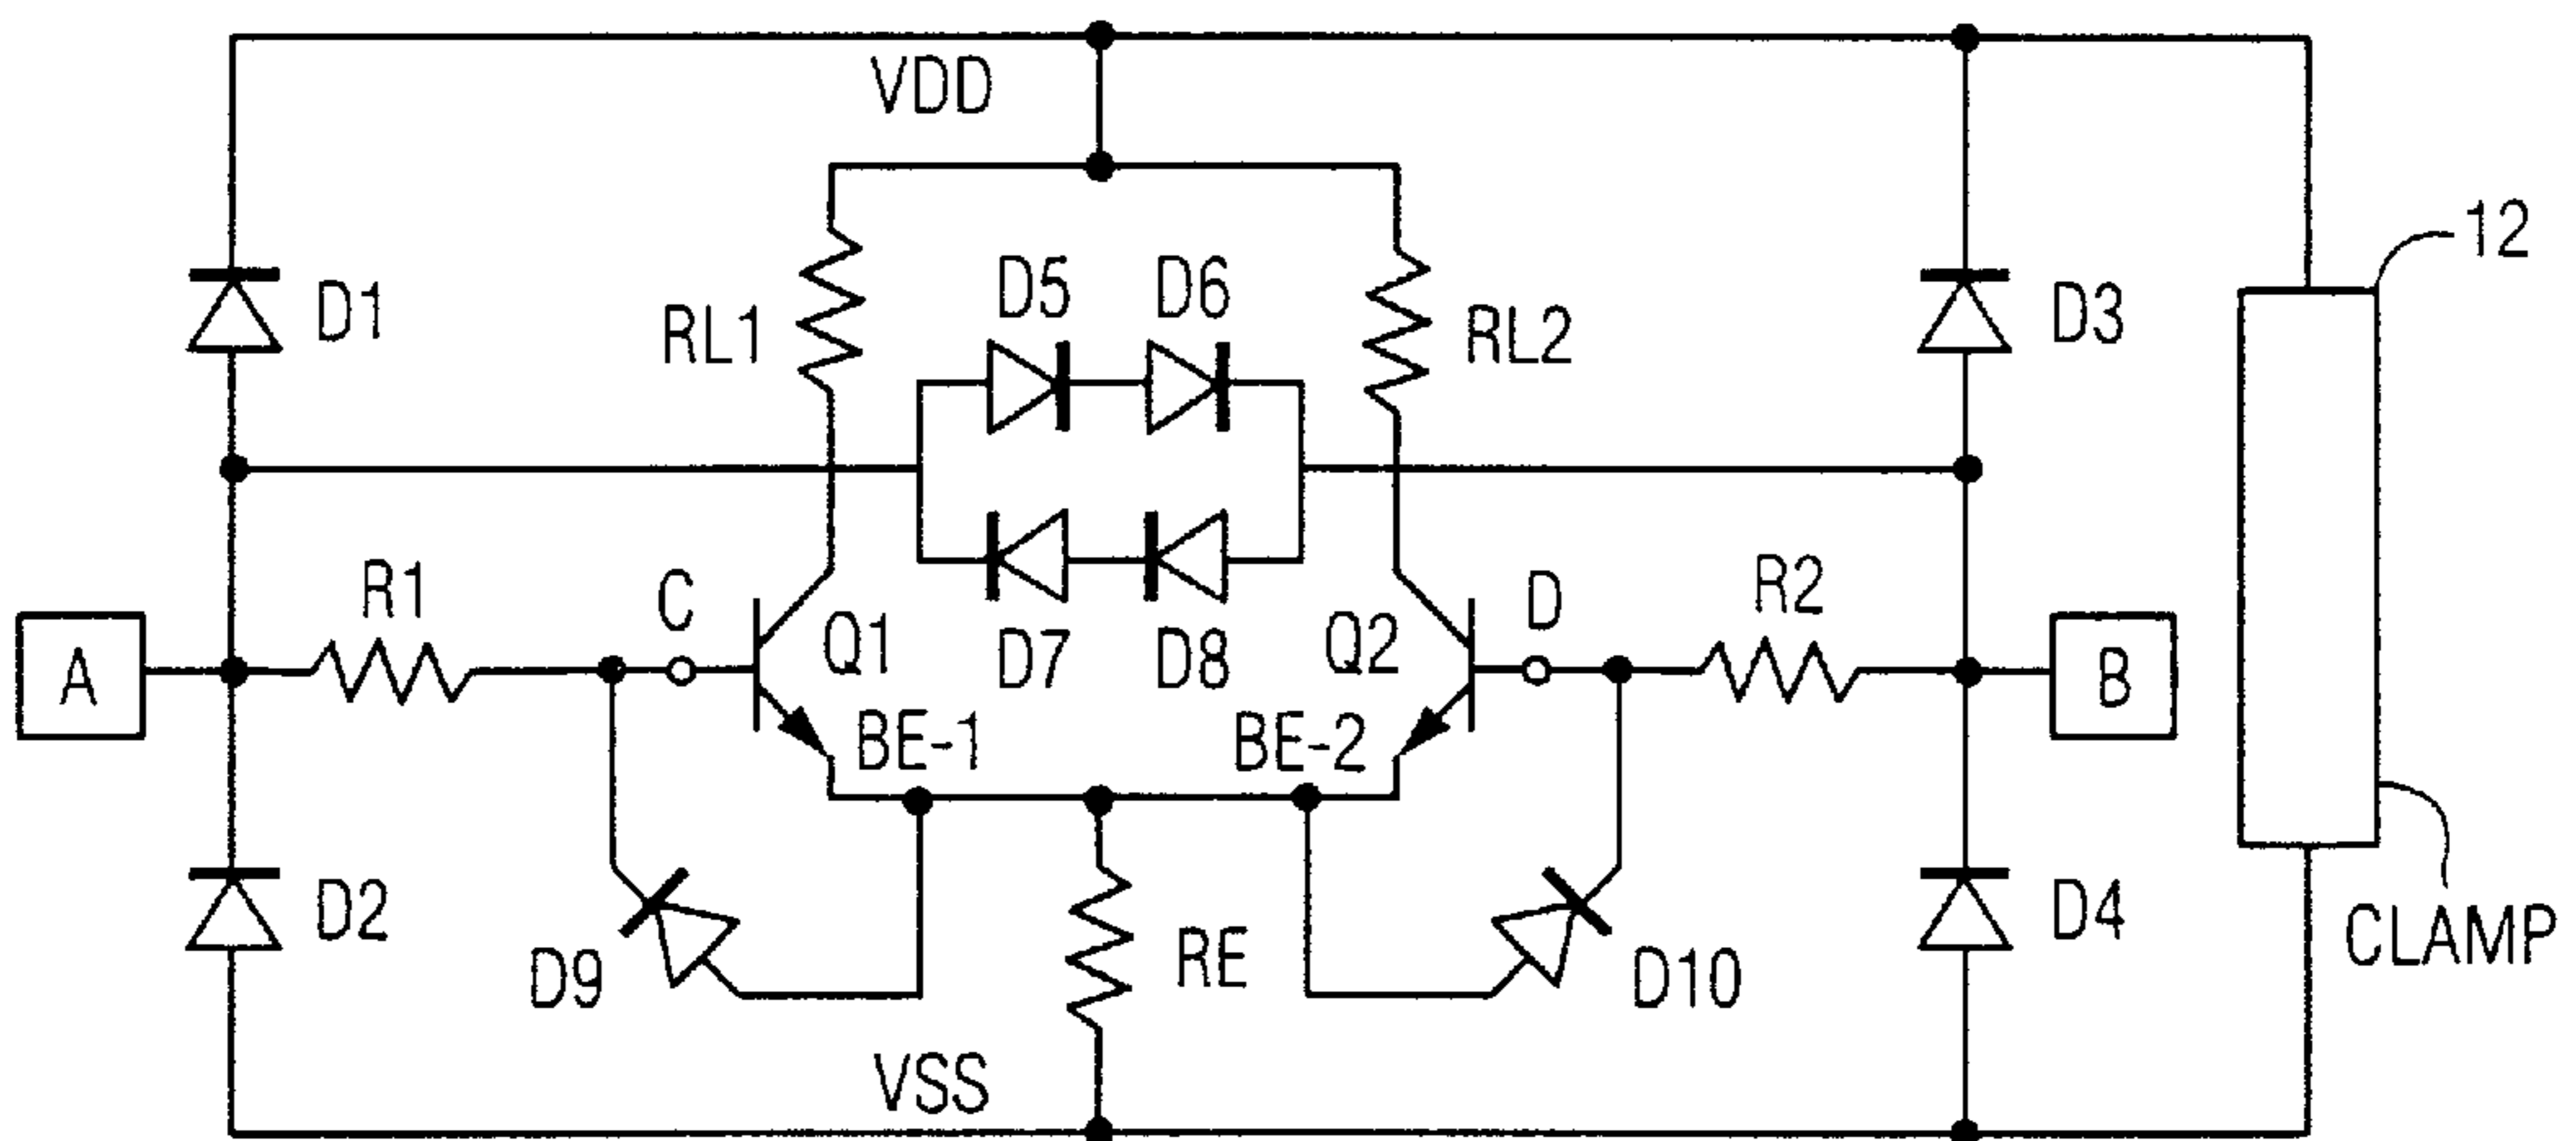 VDD
12
D5 D6
D1
D3
RL1
RL2
R1
C
D
R2
A
Q1
D7 D8
Q2
B
BE-1
BE-2
D2
D4
D9
RE
D10
CLAMP
VSS